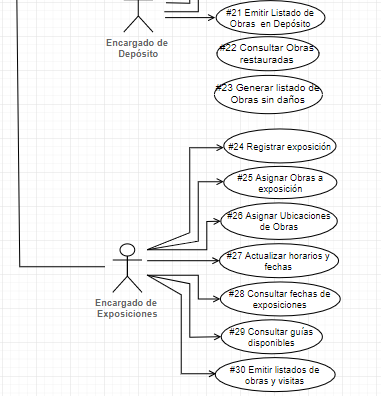 #21 Emitir Listado de
Obras en Depósito
Encargado de
Depósito
#22 Consultar Obras
restauradas
#23 Generar listado de
Obras sin daños
#24 Registrar exposición
#25 Asignar Obras a
exposición
#26 Asignar Ubicaciones
de Obras
#27 Actualizar horarios y
fechas
Encargado de
Exposiciones
#28 Consultar fechas de
exposiciones
#29 Consultar guías
disponibles
#30 Emitir listados de
obras y visitas